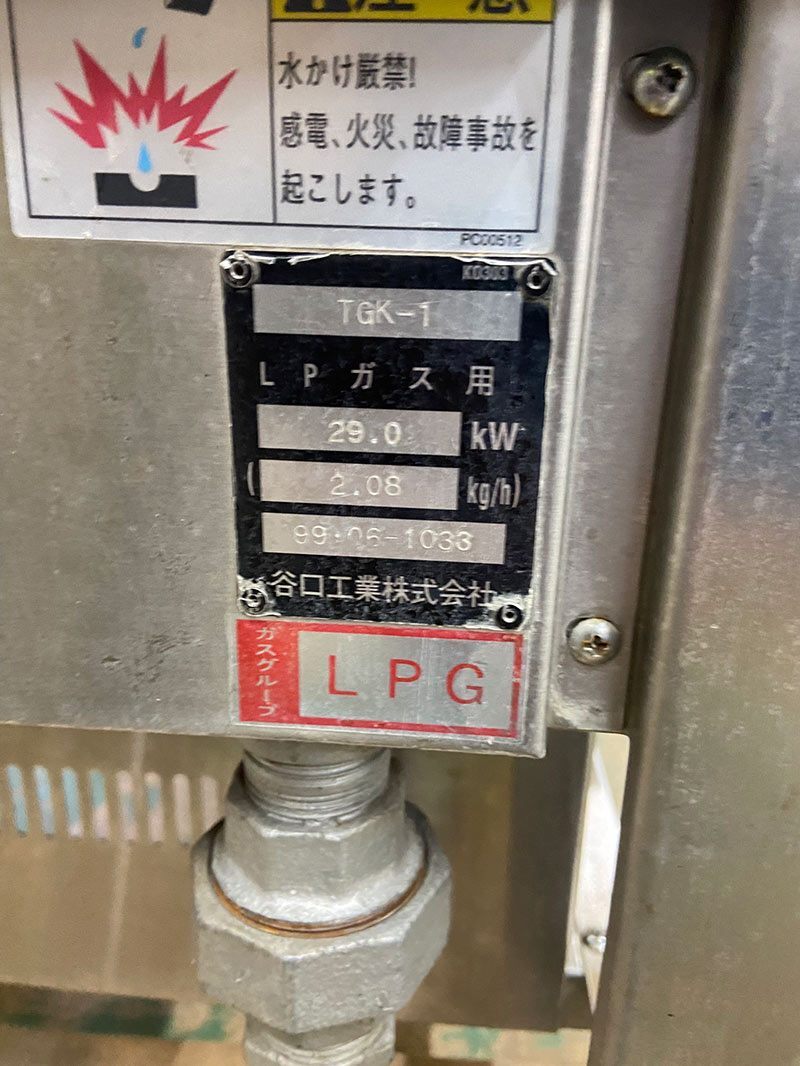 注意
水かけ厳禁!
感電、火災、故障事故を
起こします。
PC00512
K0303
TGK-1
LPガス用
29.0 kW
( 2.08 kg/h)
99.06-1033
谷口工業株式会社
ガスグループ
LPG